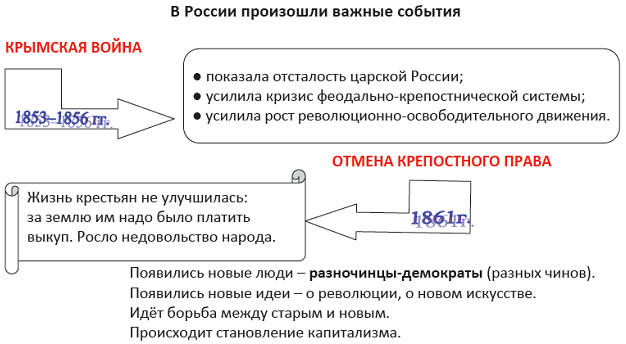 В России произошли важные события
КРЫМСКАЯ ВОЙНА
1853–1856 гг.
● показала отсталость царской России;
● усилила кризис феодально-крепостнической системы;
● усилила рост революционно-освободительного движения.
ОТМЕНА КРЕПОСТНОГО ПРАВА
1861 г.
Жизнь крестьян не улучшилась:
за землю им надо было платить
выкуп. Росло недовольство народа.
Появились новые люди – разночинцы-демократы (разных чинов).
Появились новые идеи – о революции, о новом искусстве.
Идёт борьба между старым и новым.
Происходит становление капитализма.